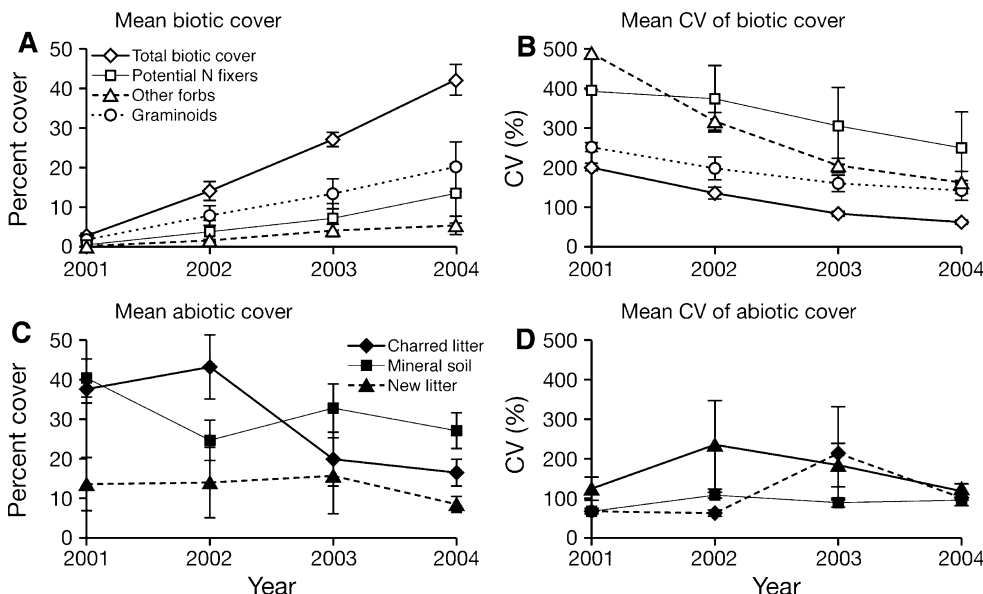 Mean biotic cover
A
Percent cover
50
40
30
20
10
0
Total biotic cover
Potential N fixers
Other forbs
Graminoids
2001 2002 2003 2004
Mean CV of biotic cover
B
CV (%)
500
400
300
200
100
0
2001 2002 2003 2004
Mean abiotic cover
C
Percent cover
50
40
30
20
10
0
Charred litter
Mineral soil
New litter
2001 2002 2003 2004
Year
Mean CV of abiotic cover
D
CV (%)
500
400
300
200
100
0
2001 2002 2003 2004
Year